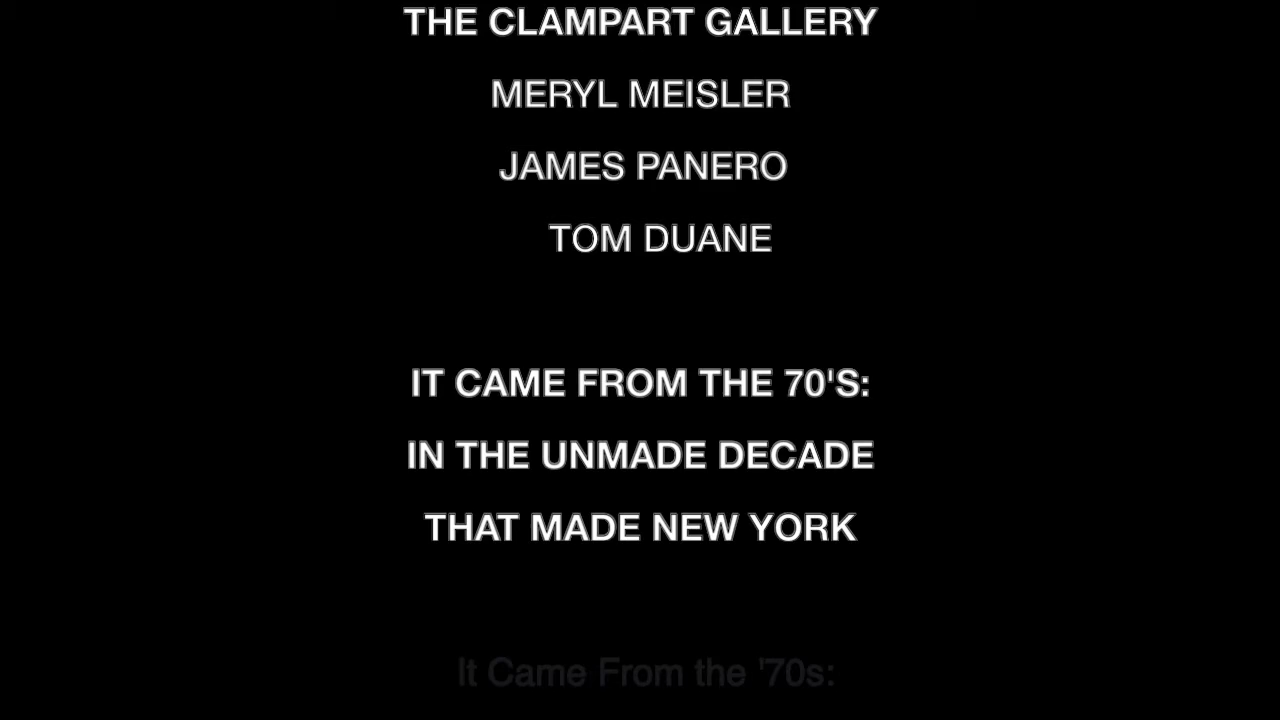 THE CLAMPART GALLERY
MERYL MEISLER
JAMES PANERO
TOM DUANE
IT CAME FROM THE 70'S:
IN THE UNMADE DECADE
THAT MADE NEW YORK
It Came From the '70s: